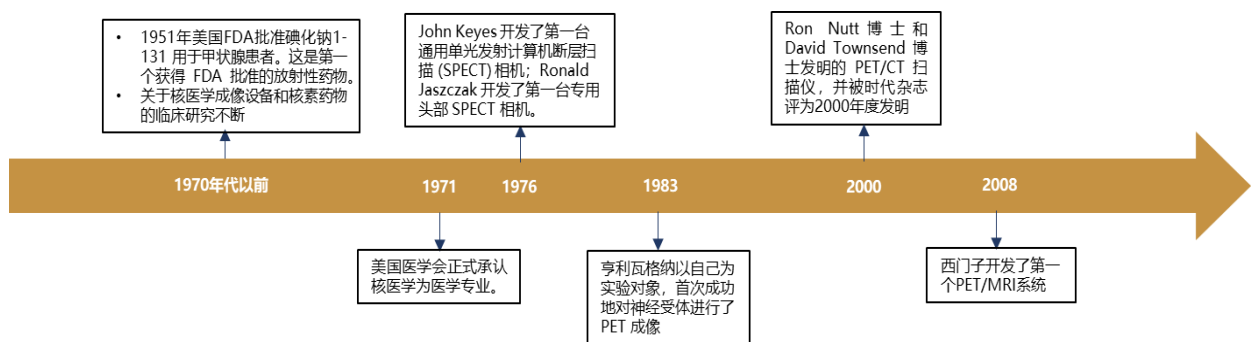 • 1951年美国FDA批准碘化钠1-
131 用于甲状腺患者。这是第一
个获得 FDA 批准的放射性药物。
• 关于核医学成像设备和核素药物
的临床研究不断
John Keyes 开发了第一台
通用单光发射计算机断层扫
描 (SPECT) 相机；Ronald
Jaszczak 开发了第一台专用
头部 SPECT 相机。
Ron Nutt 博士和
David Townsend 博
士发明的 PET/CT 扫
描仪，并被时代杂志
评为2000年度发明
1970年代以前
1971
1976
1983
2000
2008
美国医学会正式承认
核医学为医学专业。
亨利瓦格纳以自己为
实验对象，首次成功
地对神经受体进行了
PET 成像
西门子开发了第一
个PET/MRI系统